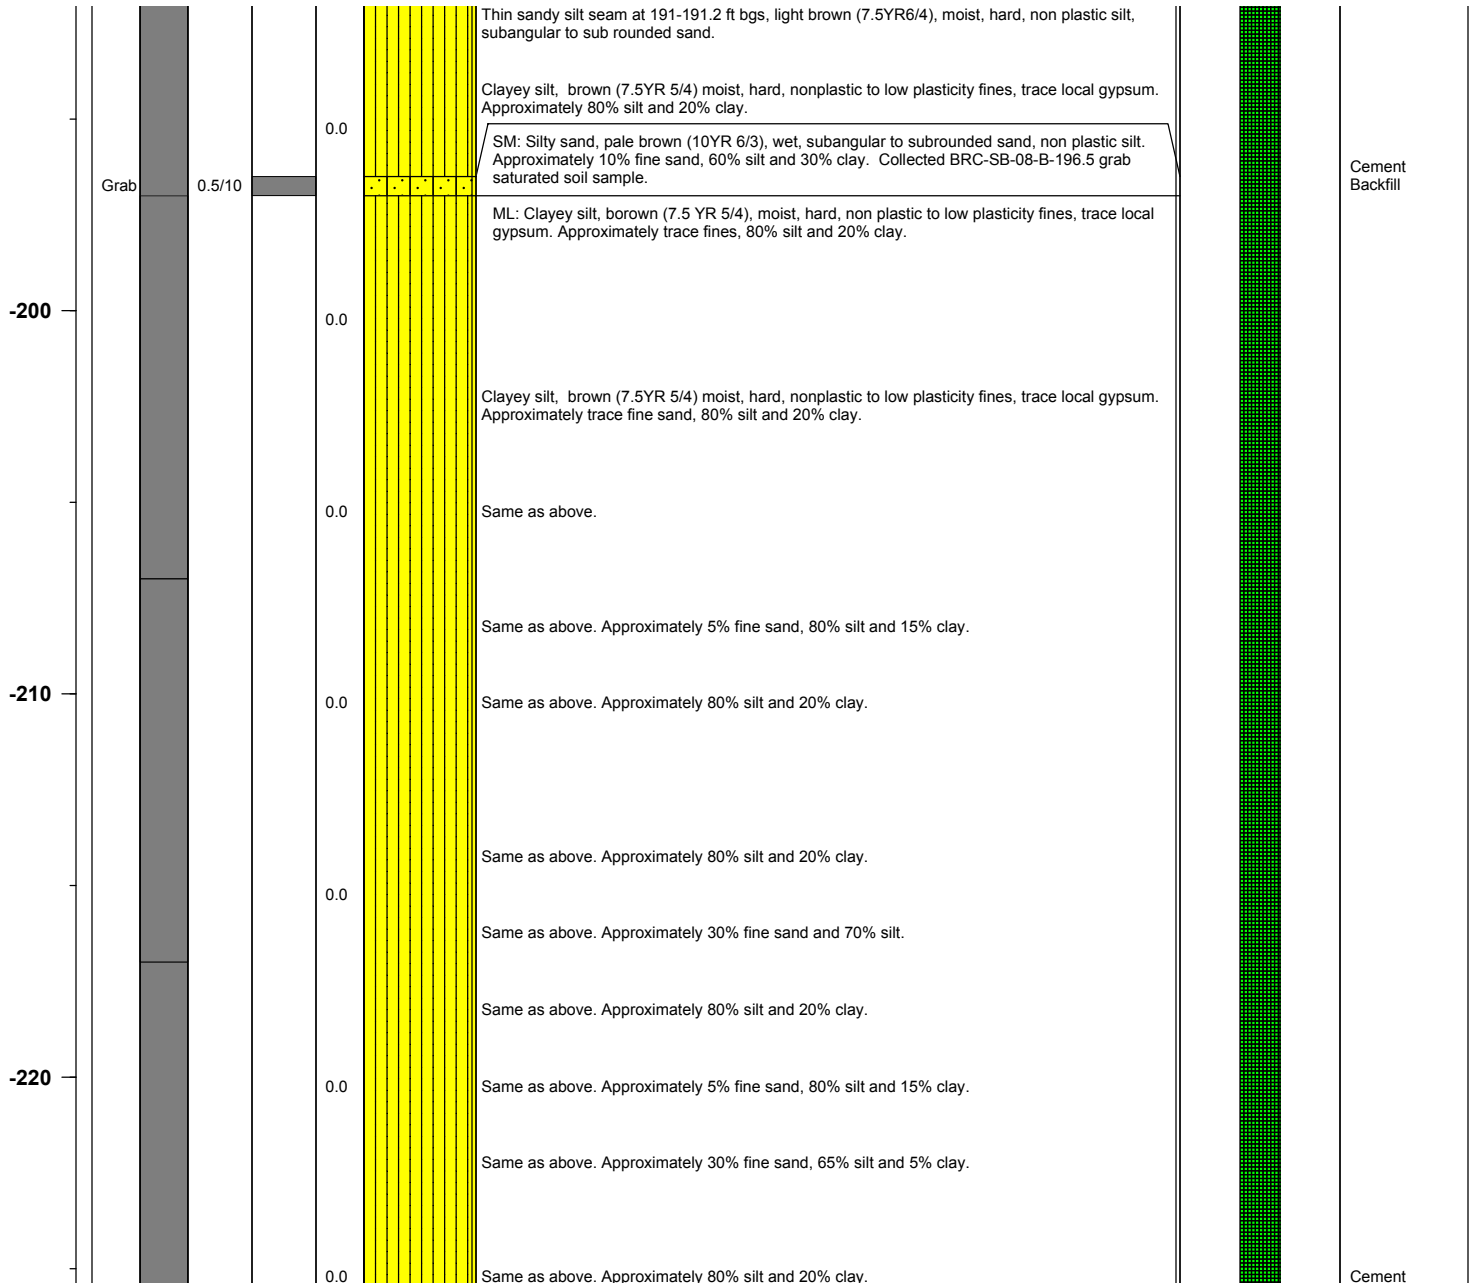 Thin sandy silt seam at 191-191.2 ft bgs, light brown (7.5YR6/4), moist, hard, non plastic silt,
subangular to sub rounded sand.
Clayey silt,  brown (7.5YR 5/4) moist, hard, nonplastic to low plasticity fines, trace local gypsum.
Approximately 80% silt and 20% clay.
0.0
SM: Silty sand, pale brown (10YR 6/3), wet, subangular to subrounded sand, non plastic silt.
Approximately 10% fine sand, 60% silt and 30% clay.  Collected BRC-SB-08-B-196.5 grab
saturated soil sample.
Cement
Backfill
Grab
0.5/10
ML: Clayey silt, borown (7.5 YR 5/4), moist, hard, non plastic to low plasticity fines, trace local
gypsum. Approximately trace fines, 80% silt and 20% clay.
-200
0.0
Clayey silt,  brown (7.5YR 5/4) moist, hard, nonplastic to low plasticity fines, trace local gypsum.
Approximately trace fine sand, 80% silt and 20% clay.
0.0
Same as above.
Same as above. Approximately 5% fine sand, 80% silt and 15% clay.
-210
0.0
Same as above. Approximately 80% silt and 20% clay.
Same as above. Approximately 80% silt and 20% clay.
0.0
Same as above. Approximately 30% fine sand and 70% silt.
Same as above. Approximately 80% silt and 20% clay.
-220
0.0
Same as above. Approximately 5% fine sand, 80% silt and 15% clay.
Same as above. Approximately 30% fine sand, 65% silt and 5% clay.
0.0
Same as above. Approximately 80% silt and 20% clay.
Cement